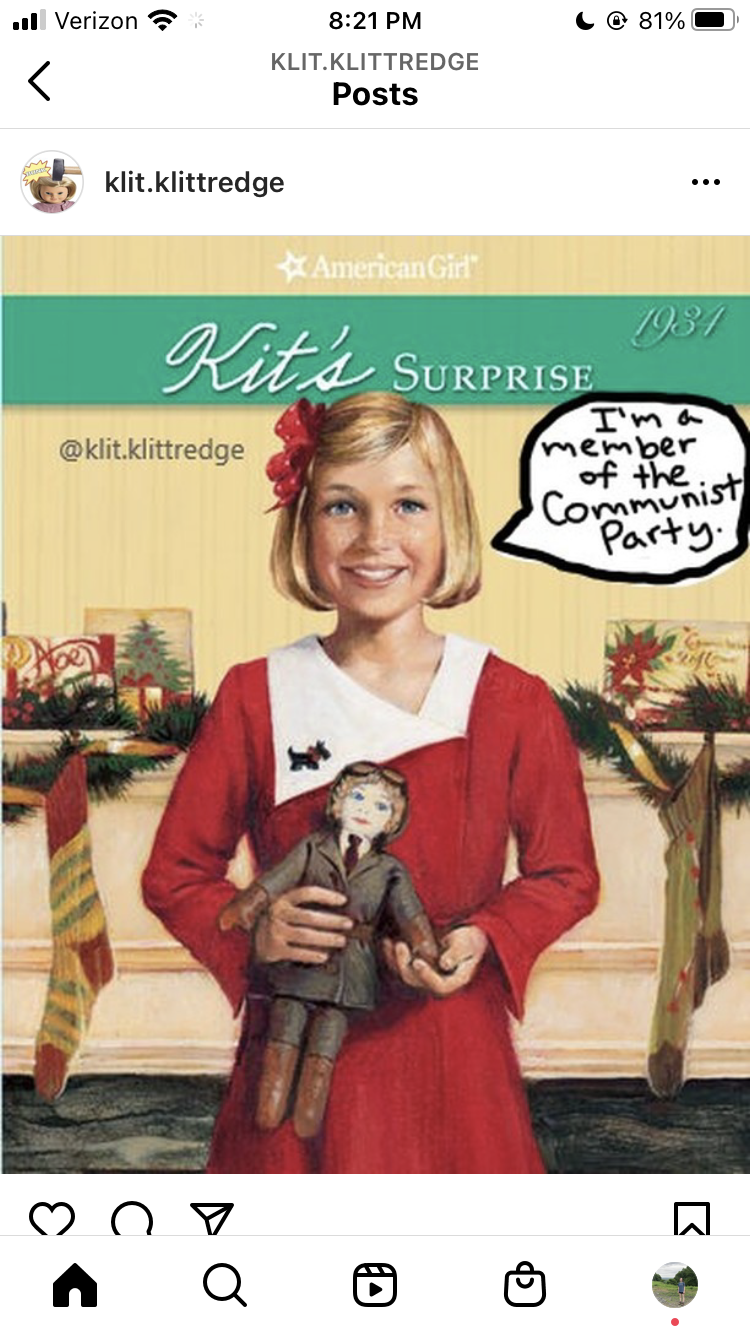 Verizon 8:21 PM 81%
KLIT.KLITTREDGE
Posts
klit.klittredge
American Girl®
1934
Kit's SURPRISE
@klit.klittredge
I'm a
member
of the
Communist
Party.
Noel